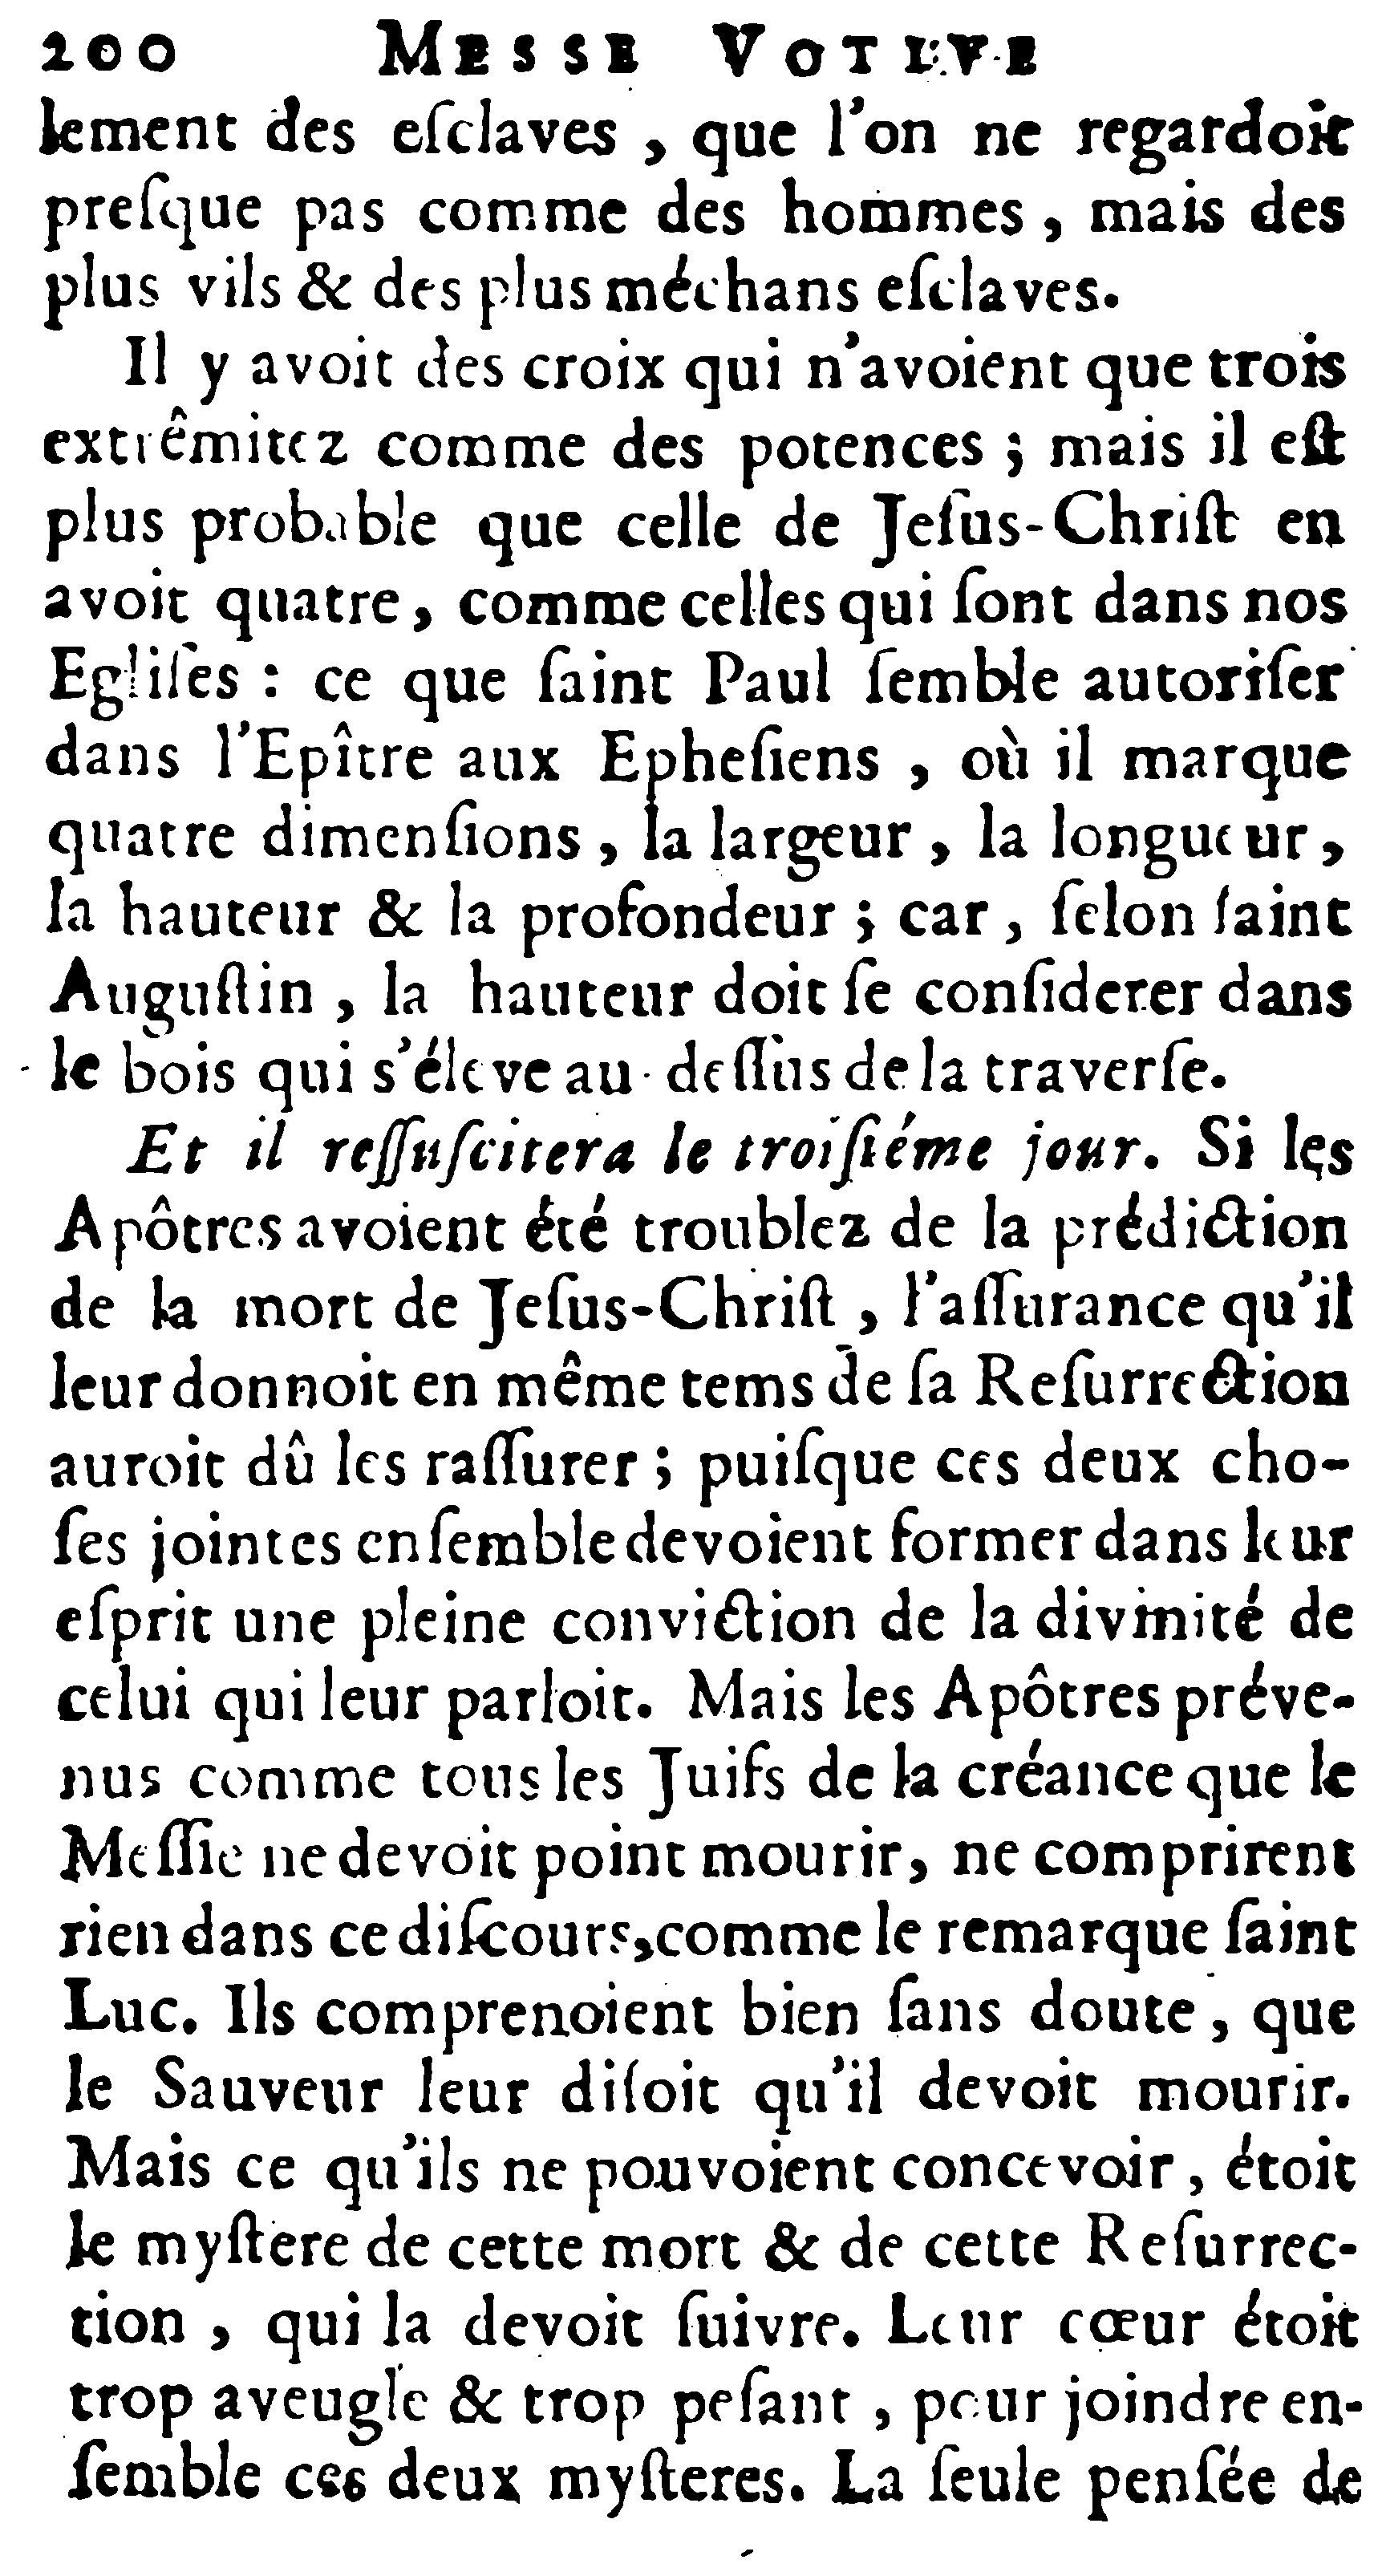 200 MESSE VOTIVE
lement des eſclaves, que l'on ne regardoit
preſque pas comme des hommes, mais des
plus vils & des plus méchans eſclaves.
Il y avoit des croix qui n'avoient que trois
extrêmitez comme des potences; mais il eſt
plus probable que celle de Jeſus-Chriſt en
avoit quatre, comme celles qui ſont dans nos
Egliſes : ce que ſaint Paul ſemble autoriſer
dans l'Epître aux Epheſiens, où il marque
quatre dimenſions, la largeur, la longueur,
la hauteur & la profondeur; car, ſelon ſaint
Auguſtin, la hauteur doit ſe conſiderer dans
le bois qui s'éleve au-deſſus de la traverſe.
Et il reſſuſcitera le troiſiéme jour. Si les
Apôtres avoient été troublez de la prédiction
de la mort de Jeſus-Chriſt, l'aſſurance qu'il
leur donnoit en même tems de ſa Reſurrection
auroit dû les raſſurer; puiſque ces deux cho-
ſes jointes enſemble devoient former dans leur
eſprit une pleine conviction de la divinité de
celui qui leur parloit. Mais les Apôtres préve-
nus comme tous les Juifs de la créance que le
Meſſie ne devoit point mourir, ne comprirent
rien dans ce diſcours, comme le remarque ſaint
Luc. Ils comprenoient bien ſans doute, que
le Sauveur leur diſoit qu'il devoit mourir.
Mais ce qu'ils ne pouvoient concevoir, étoit
le myſtere de cette mort & de cette Reſurrec-
tion, qui la devoit ſuivre. Leur cœur étoit
trop aveugle & trop peſant, pour joindre en-
ſemble ces deux myſteres. La ſeule penſée de